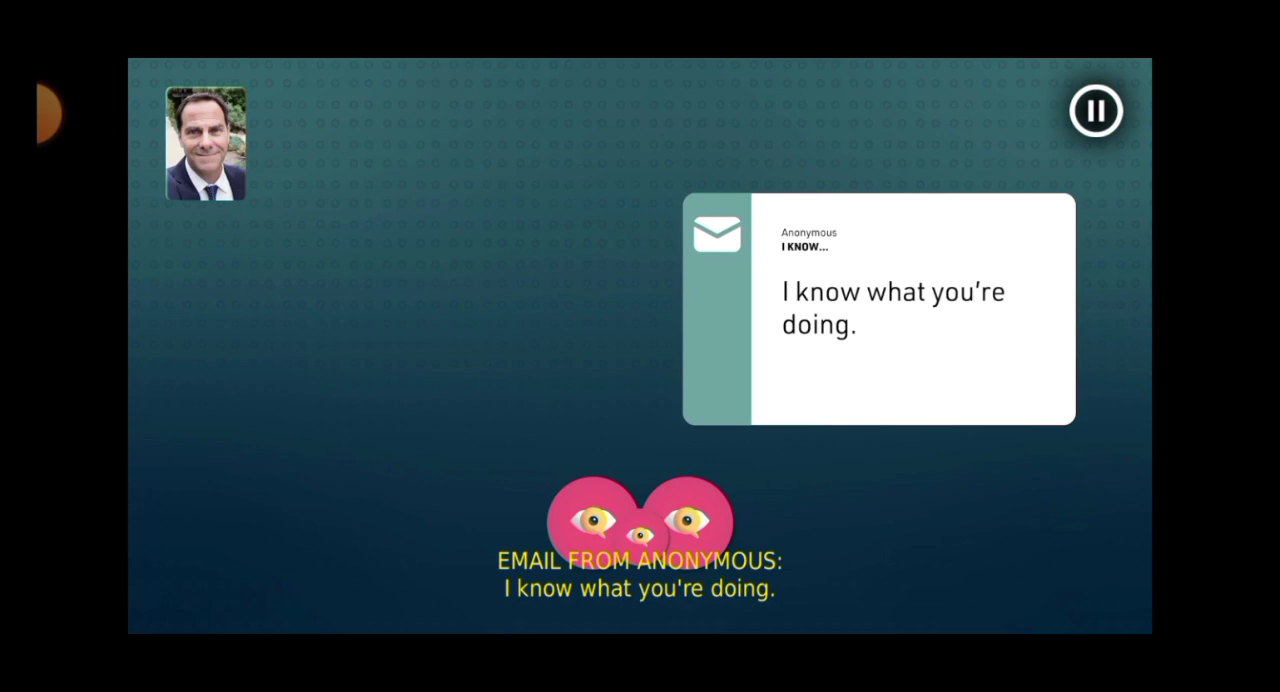 Anonymous
I KNOW...
I know what you're
doing.
EMAIL FROM ANONYMOUS:
I know what you're doing.